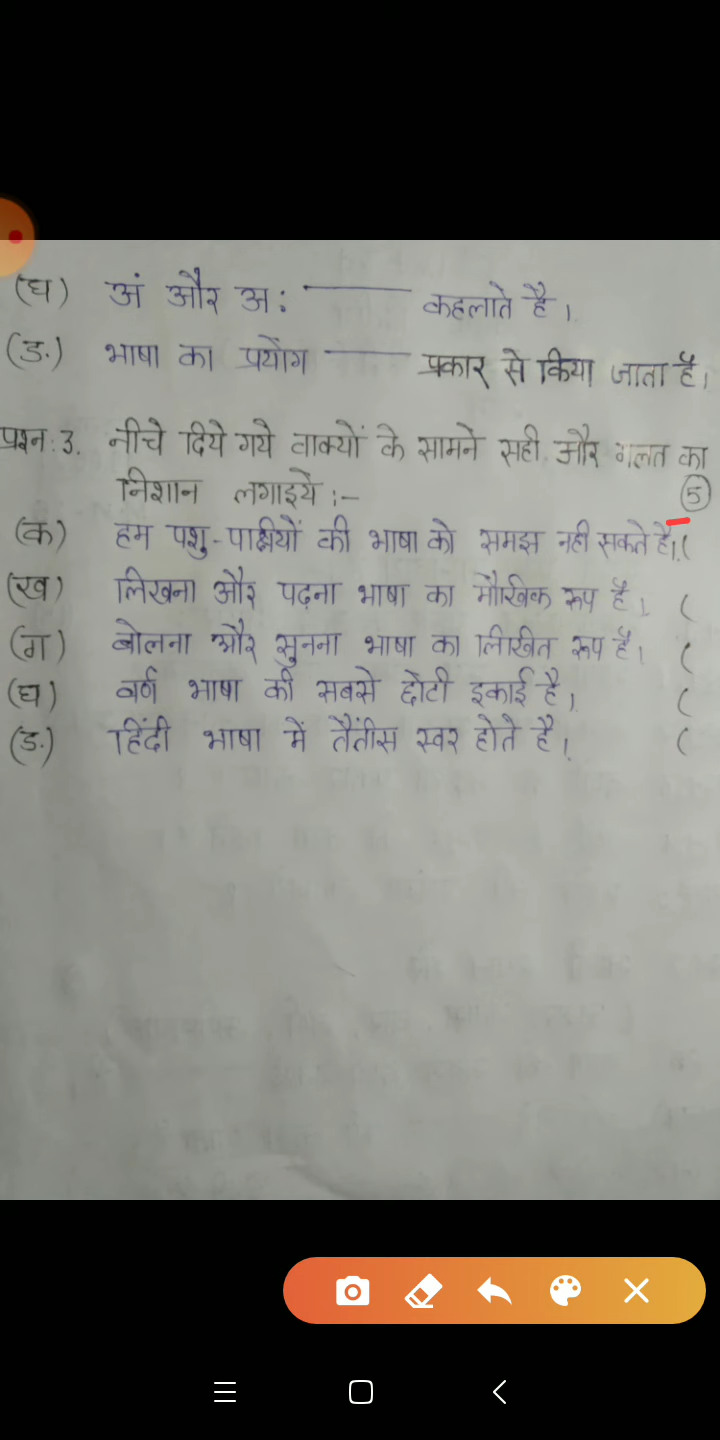 (घ) अं और अः ——— कहलाते है।
(ङ.) भाषा का प्रयोग ——— प्रकार से किया जाता है।
प्रश्न:3. नीचे दिये गये वाक्यों के सामने सही और गलत का
निशान लगाइये :-
(5)
(क) हम पशु-पाक्षीयों की भाषा को समझ नही सकते है। (
(ख) लिखना और पढ़ना भाषा का मौखिक रूप है। (
(ग) बोलना और सुनना भाषा का लिखित रूप है। (
(घ) वर्ण भाषा की सबसे छोटी इकाई है। (
(ङ.) हिंदी भाषा में तैंतीस स्वर होते है। (